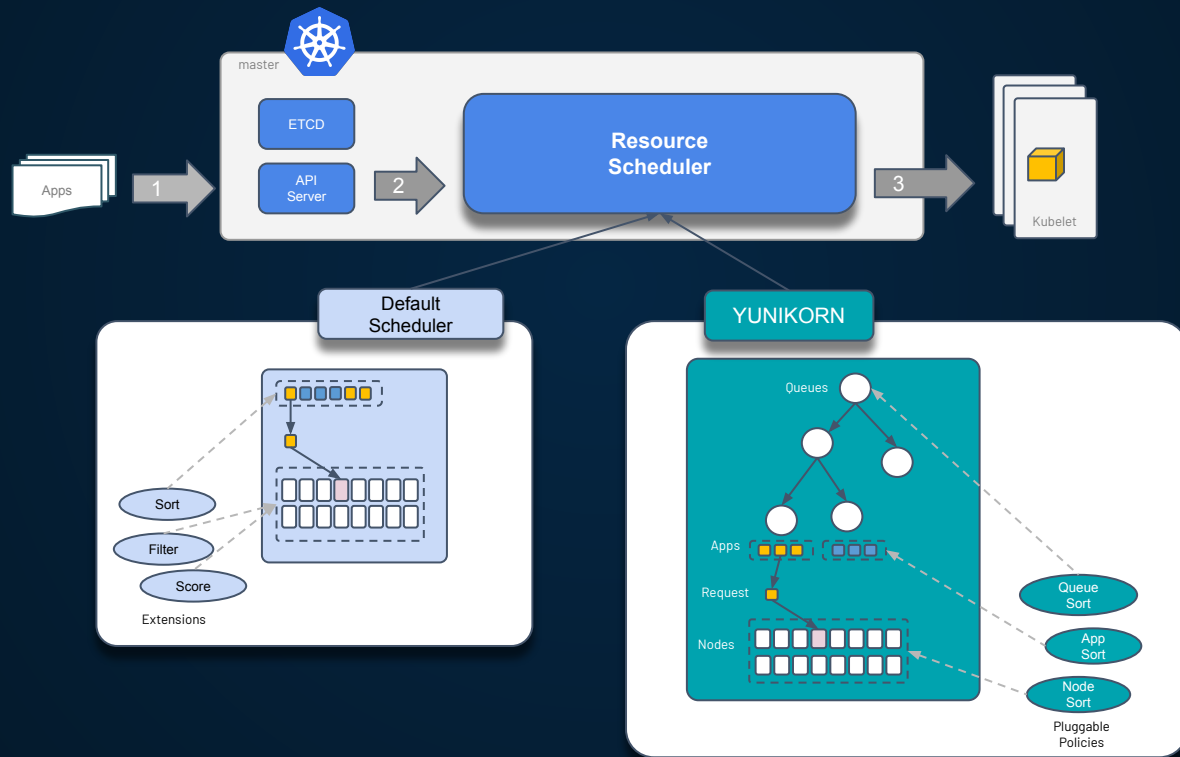 master
ETCD
API
Server
Resource
Scheduler
Apps
1
2
3
Kubelet
Default
Scheduler
Sort
Filter
Score
Extensions
YUNIKORN
Queues
Apps
Request
Nodes
Queue
Sort
App
Sort
Node
Sort
Pluggable
Policies